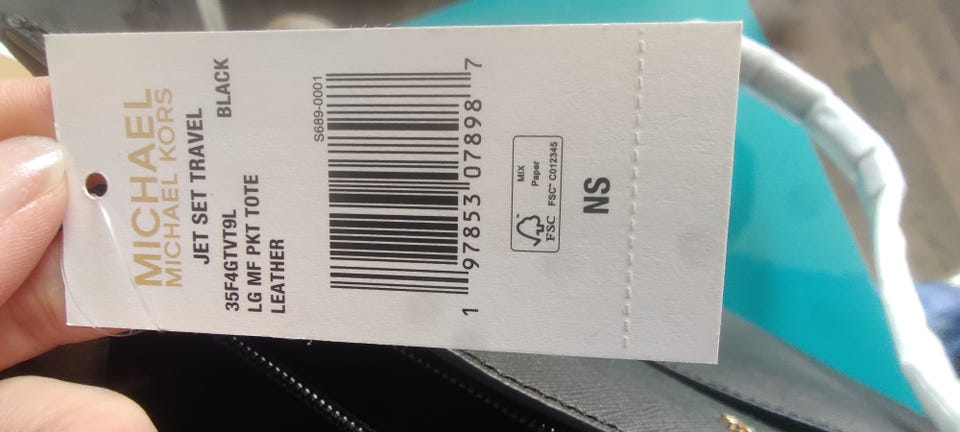 MICHAEL
MICHAEL KORS
JET SET TRAVEL
35F4GTVT9L BLACK
LG MF PKT TOTE
LEATHER
S689-0001
1 97853 07898 7
MIX
Paper
FSC™ C012345
FSC
NS